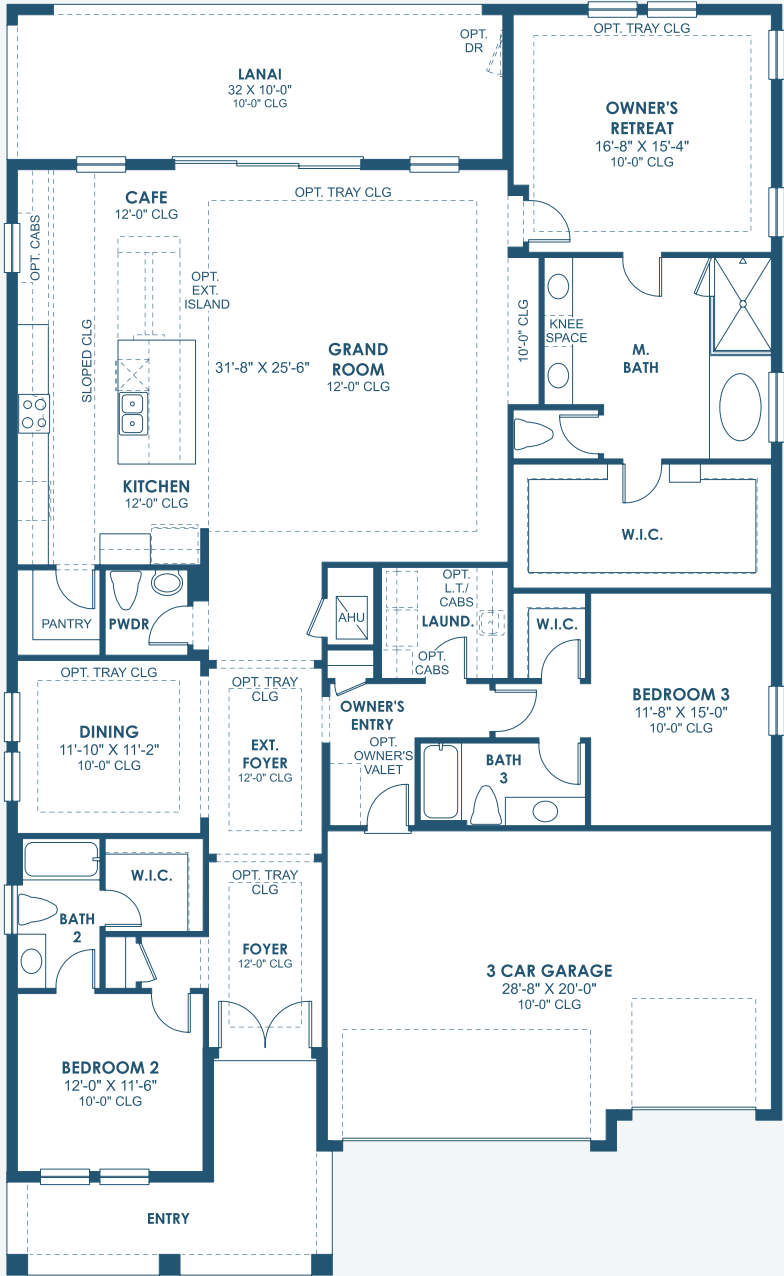 OPT.
DR
LANAI
32 X 10'-0"
10'-0" CLG
OPT. TRAY CLG
OWNER'S
RETREAT
16'-8" X 15'-4"
10'-0" CLG
CAFE
12'-0" CLG
OPT. TRAY CLG
OPT. CABS
OPT.
EXT.
ISLAND
SLOPED CLG
31'-8" X 25'-6"
GRAND
ROOM
12'-0" CLG
10'-0" CLG
KNEE
SPACE
M.
BATH
KITCHEN
12'-0" CLG
W.I.C.
PANTRY
PWDR
AHU
OPT.
L.T./
CABS
LAUND.
OPT.
CABS
W.I.C.
OPT. TRAY CLG
DINING
11'-10" X 11'-2"
10'-0" CLG
OPT. TRAY
CLG
EXT.
FOYER
12'-0" CLG
OWNER'S
ENTRY
OPT.
OWNER'S
VALET
BEDROOM 3
11'-8" X 15'-0"
10'-0" CLG
BATH
3
W.I.C.
BATH
2
OPT. TRAY
CLG
FOYER
12'-0" CLG
3 CAR GARAGE
28'-8" X 20'-0"
10'-0" CLG
BEDROOM 2
12'-0" X 11'-6"
10'-0" CLG
ENTRY